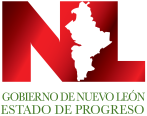 NL
GOBIERNO DE NUEVO LEÓN
ESTADO DE PROGRESO